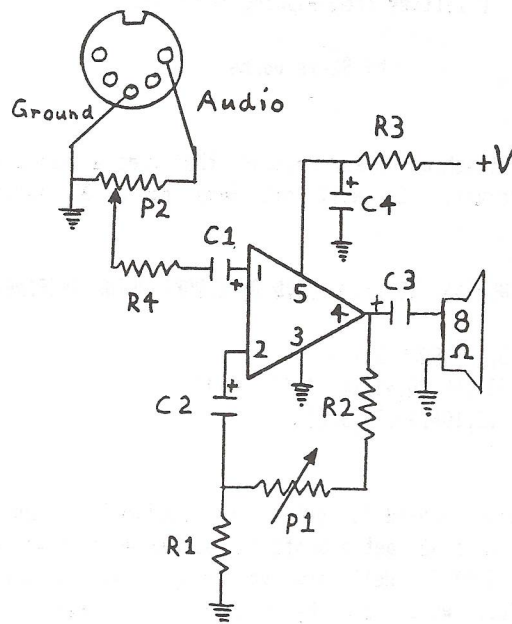 Ground
Audio
P2
R3
+V
+
C4
C1
R4
+
1
5
4
+
C3
8
Ω
2
3
+
C2
R2
P1
R1